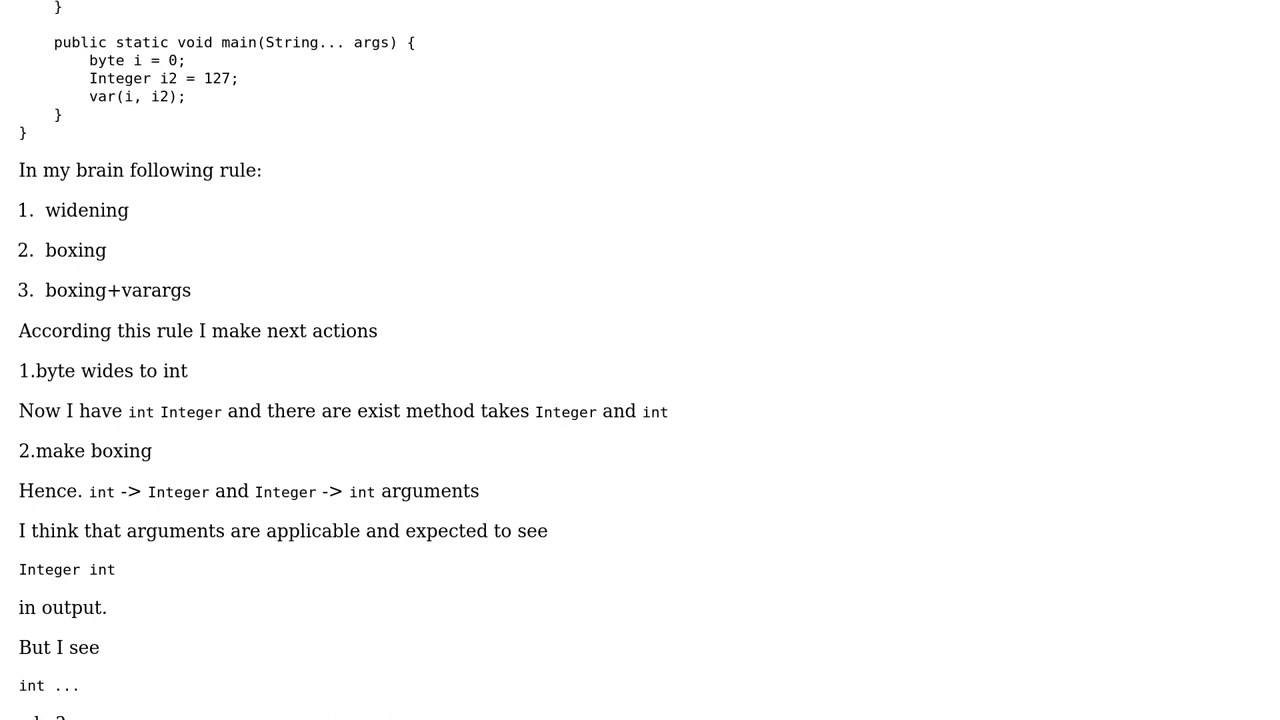 }
public static void main(String... args) {
byte i = 0;
Integer i2 = 127;
var(i, i2);
}
}
In my brain following rule:
1. widening
2. boxing
3. boxing+varargs
According this rule I make next actions
1.byte wides to int
Now I have int Integer and there are exist method takes Integer and int
2.make boxing
Hence. int -> Integer and Integer -> int arguments
I think that arguments are applicable and expected to see
Integer int
in output.
But I see
int ...